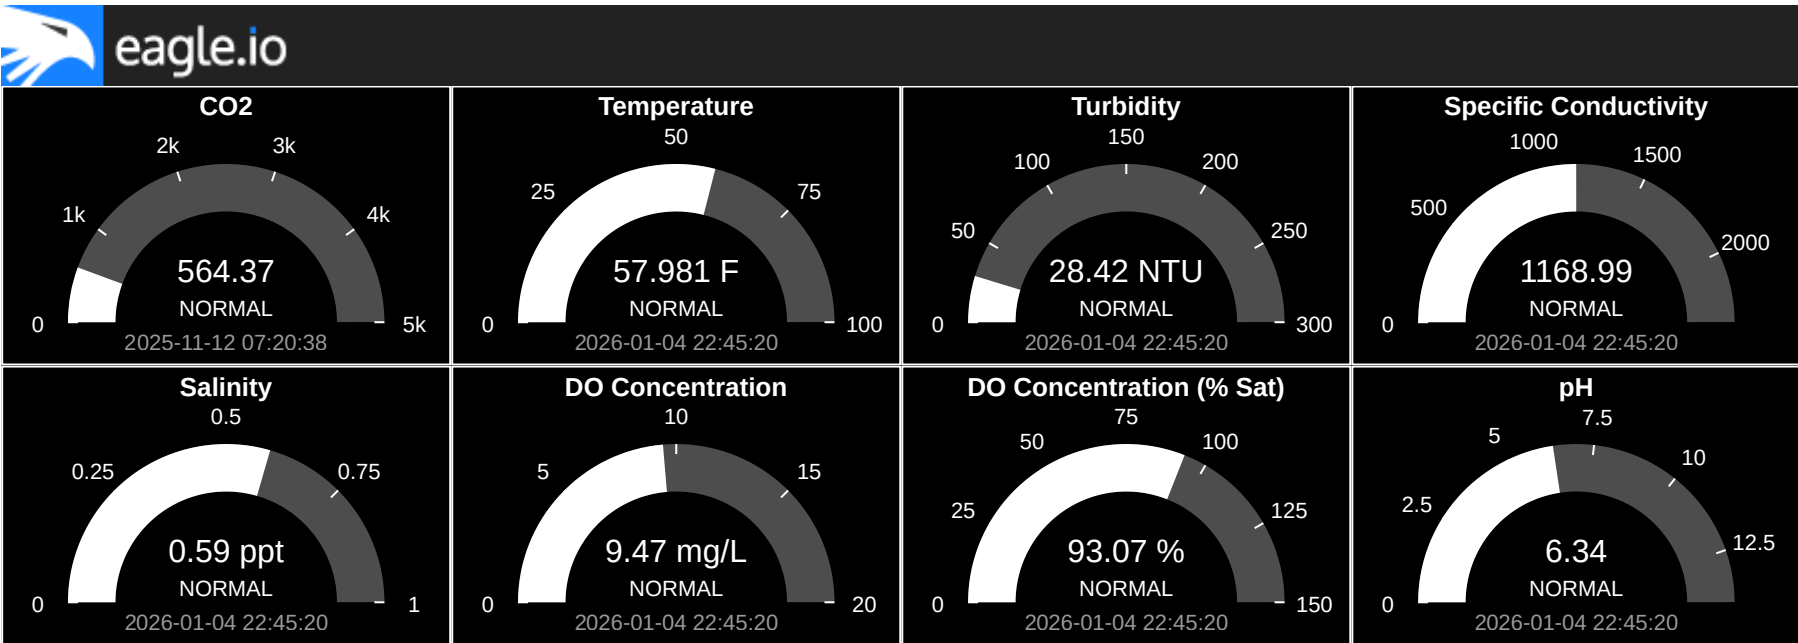 eagle.io
CO2
0
1k
2k
3k
4k
5k
564.37
NORMAL
2025-11-12 07:20:38
Temperature
0
25
50
75
100
57.981 F
NORMAL
2026-01-04 22:45:20
Turbidity
0
50
100
150
200
250
300
28.42 NTU
NORMAL
2026-01-04 22:45:20
Specific Conductivity
0
500
1000
1500
2000
1168.99
NORMAL
2026-01-04 22:45:20
Salinity
0
0.25
0.5
0.75
1
0.59 ppt
NORMAL
2026-01-04 22:45:20
DO Concentration
0
5
10
15
20
9.47 mg/L
NORMAL
2026-01-04 22:45:20
DO Concentration (% Sat)
0
25
50
75
100
125
150
93.07 %
NORMAL
2026-01-04 22:45:20
pH
0
2.5
5
7.5
10
12.5
6.34
NORMAL
2026-01-04 22:45:20